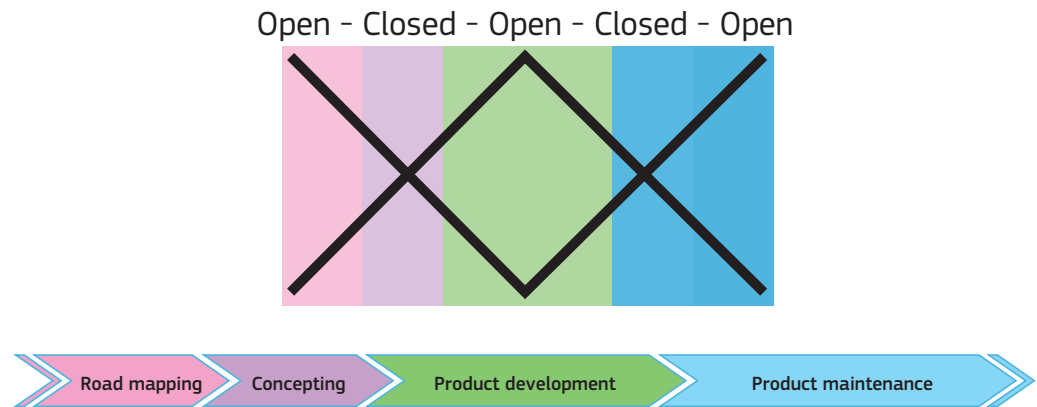 Open - Closed - Open - Closed - Open
Road mapping
Concepting
Product development
Product maintenance